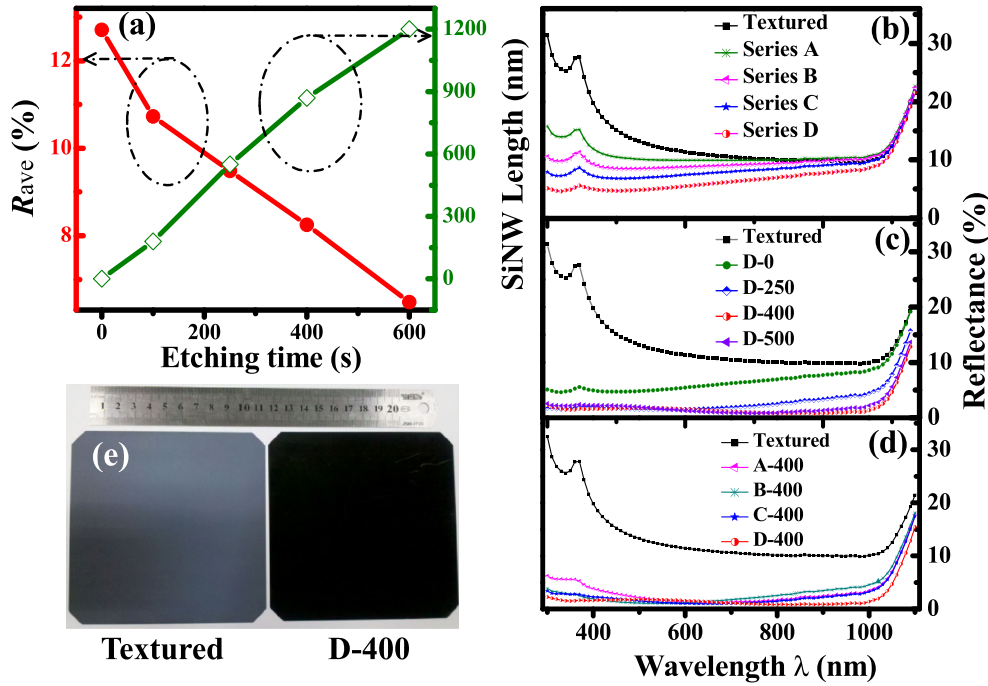 (a)
Rave (%)
12
10
8
0 200 400 600
Etching time (s)
1200
900
600
300
0
SiNW Length (nm)
(b)
Textured
Series A
Series B
Series C
Series D
30
20
10
0
(c)
Textured
D-0
D-250
D-400
D-500
30
20
10
0
(d)
Textured
A-400
B-400
C-400
D-400
30
20
10
0
400 600 800 1000
Wavelength λ (nm)
Reflectance (%)
1 2 3 4 5 6 7 8 9 10 11 12 13 14 15 16 17 18 19 20
(e)
Textured D-400